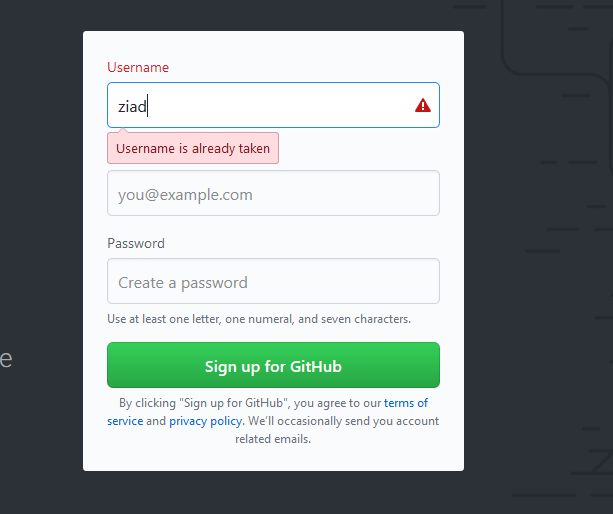 Username
ziad
Username is already taken
you@example.com
Password
Create a password
Use at least one letter, one numeral, and seven characters.
Sign up for GitHub
By clicking "Sign up for GitHub", you agree to our terms of
service and privacy policy. We'll occasionally send you account
related emails.
e